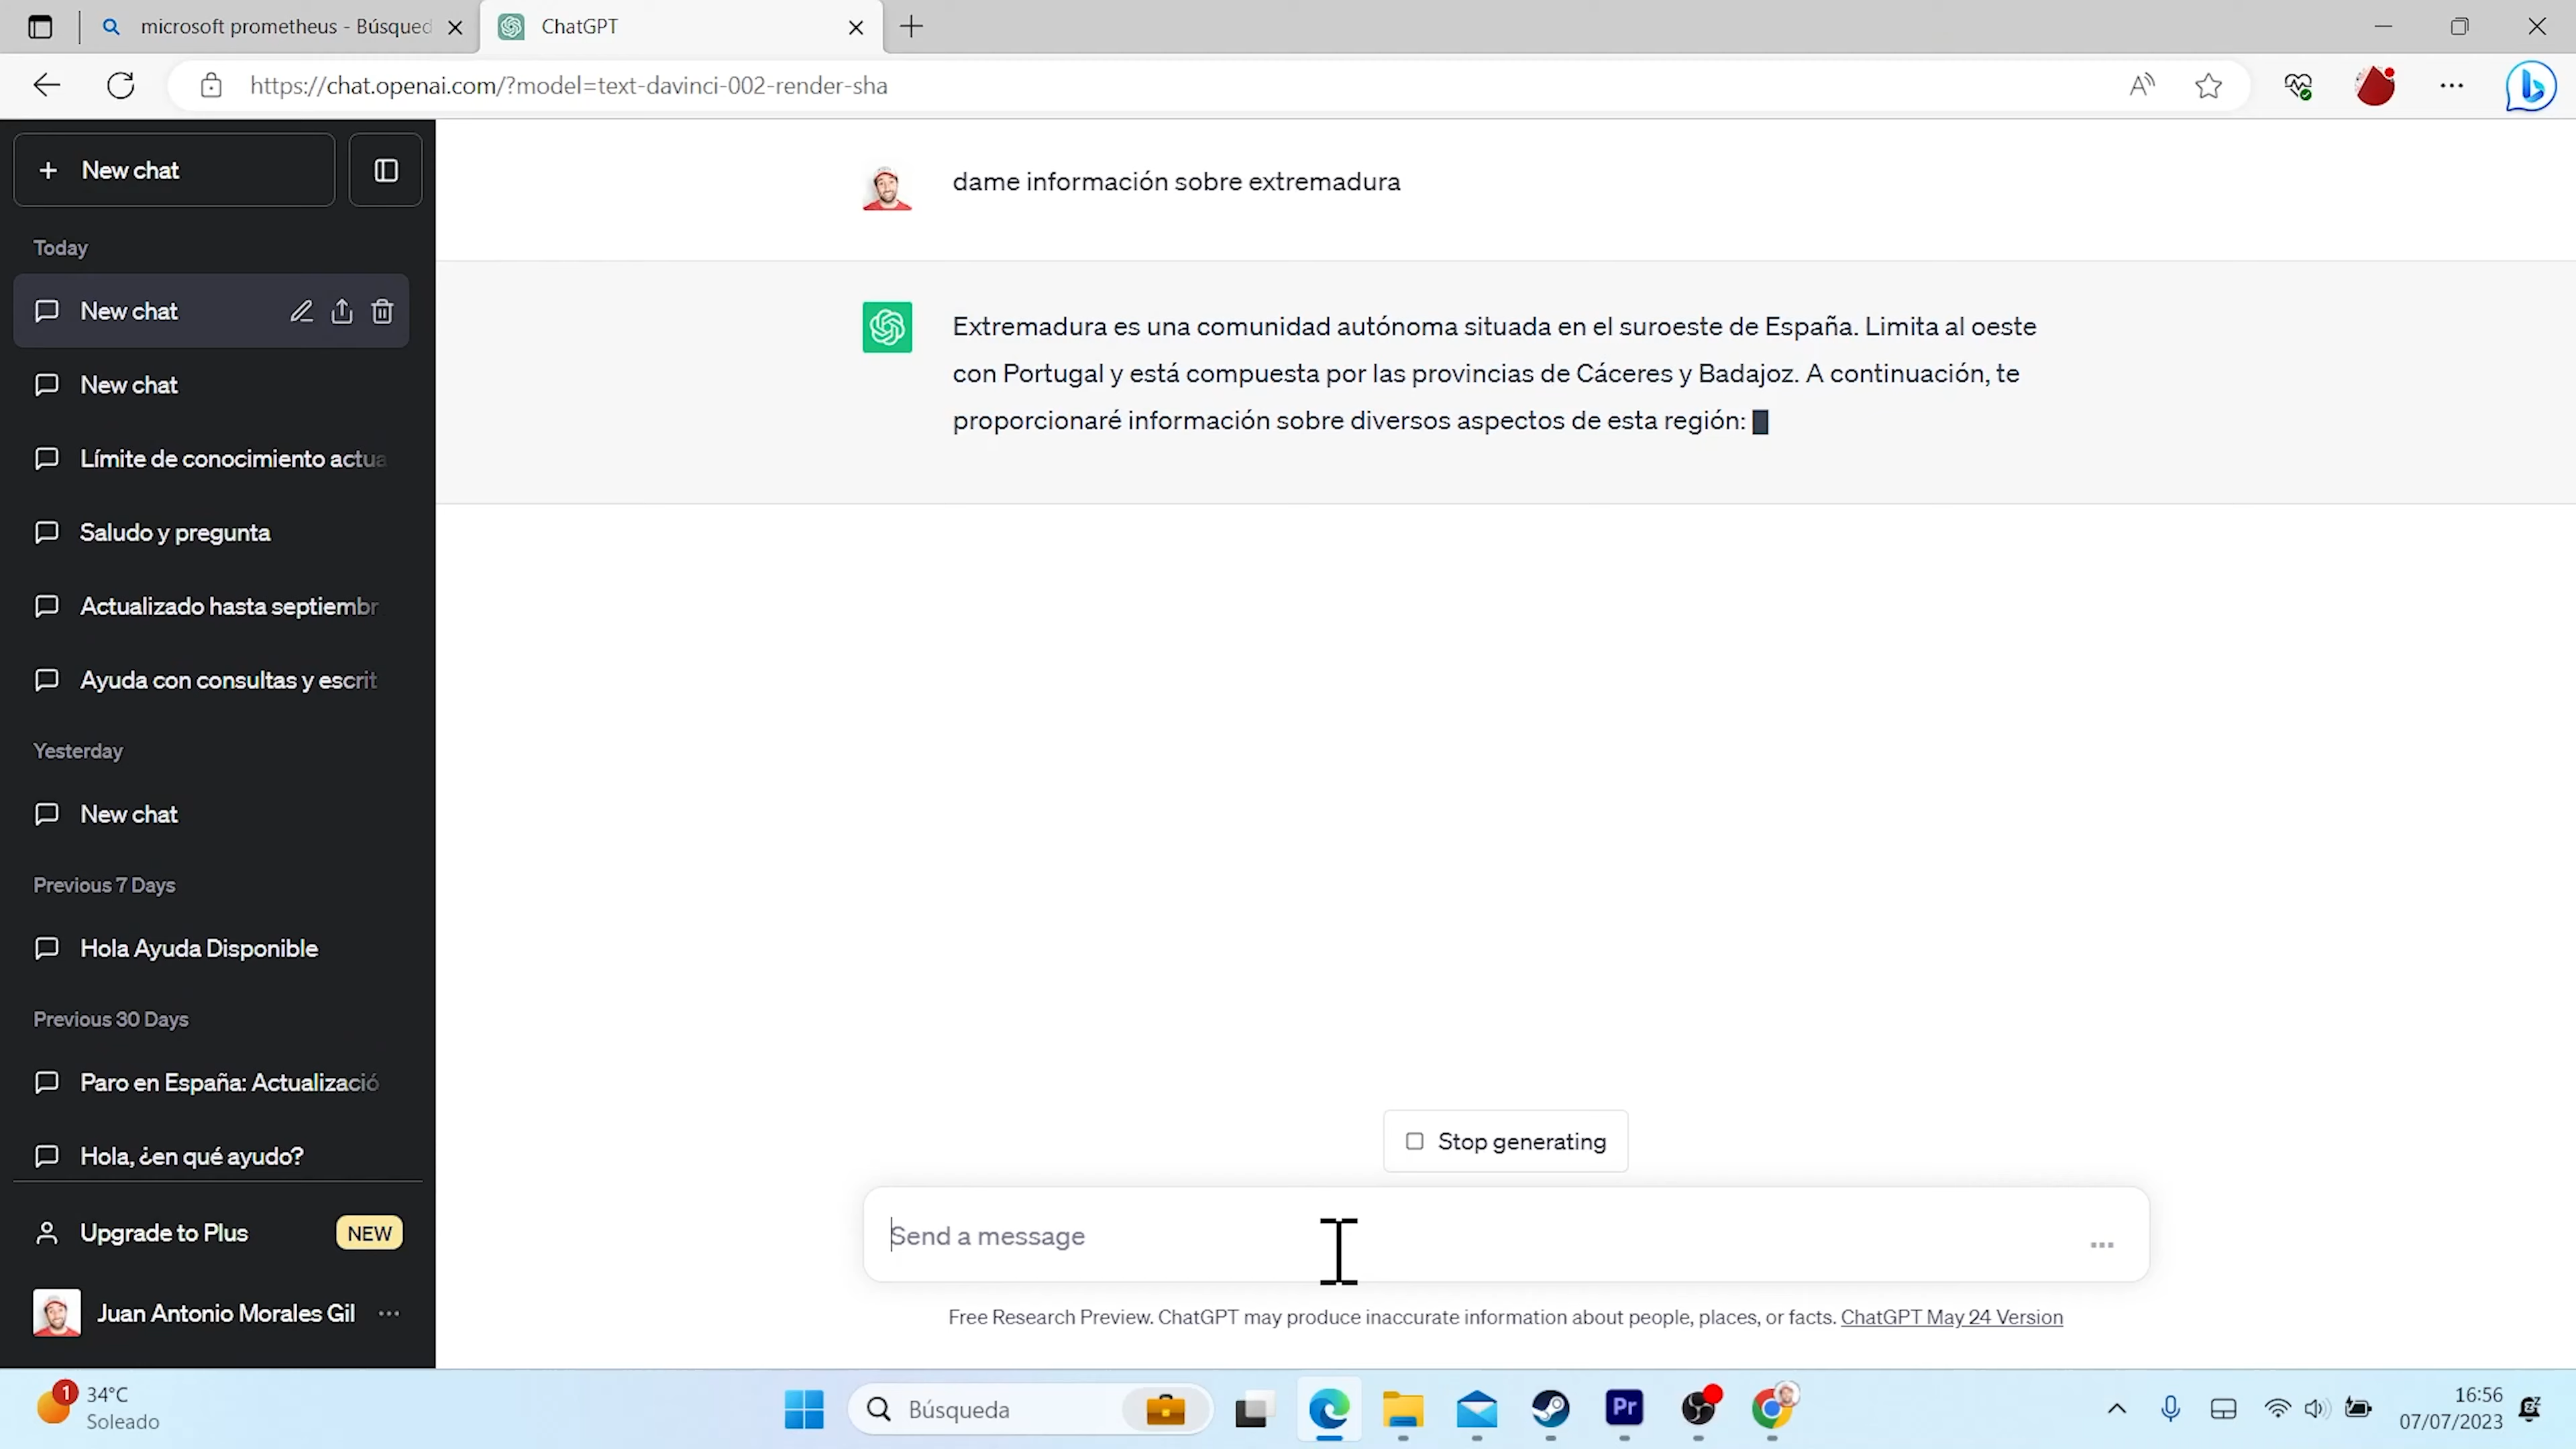 microsoft prometheus - Búsqued
ChatGPT
https://chat.openai.com/?model=text-davinci-002-render-sha
New chat
Today
New chat
New chat
Límite de conocimiento actua
Saludo y pregunta
Actualizado hasta septiembr
Ayuda con consultas y escrit
Yesterday
New chat
Previous 7 Days
Hola Ayuda Disponible
Previous 30 Days
Paro en España: Actualizació
Hola, ¿en qué ayudo?
Upgrade to Plus NEW
Juan Antonio Morales Gil
dame información sobre extremadura
Extremadura es una comunidad autónoma situada en el suroeste de España. Limita al oeste
con Portugal y está compuesta por las provincias de Cáceres y Badajoz. A continuación, te
proporcionaré información sobre diversos aspectos de esta región:
Stop generating
Send a message
Free Research Preview. ChatGPT may produce inaccurate information about people, places, or facts. ChatGPT May 24 Version
1
34°C
Soleado
Búsqueda
Pr
16:56
07/07/2023